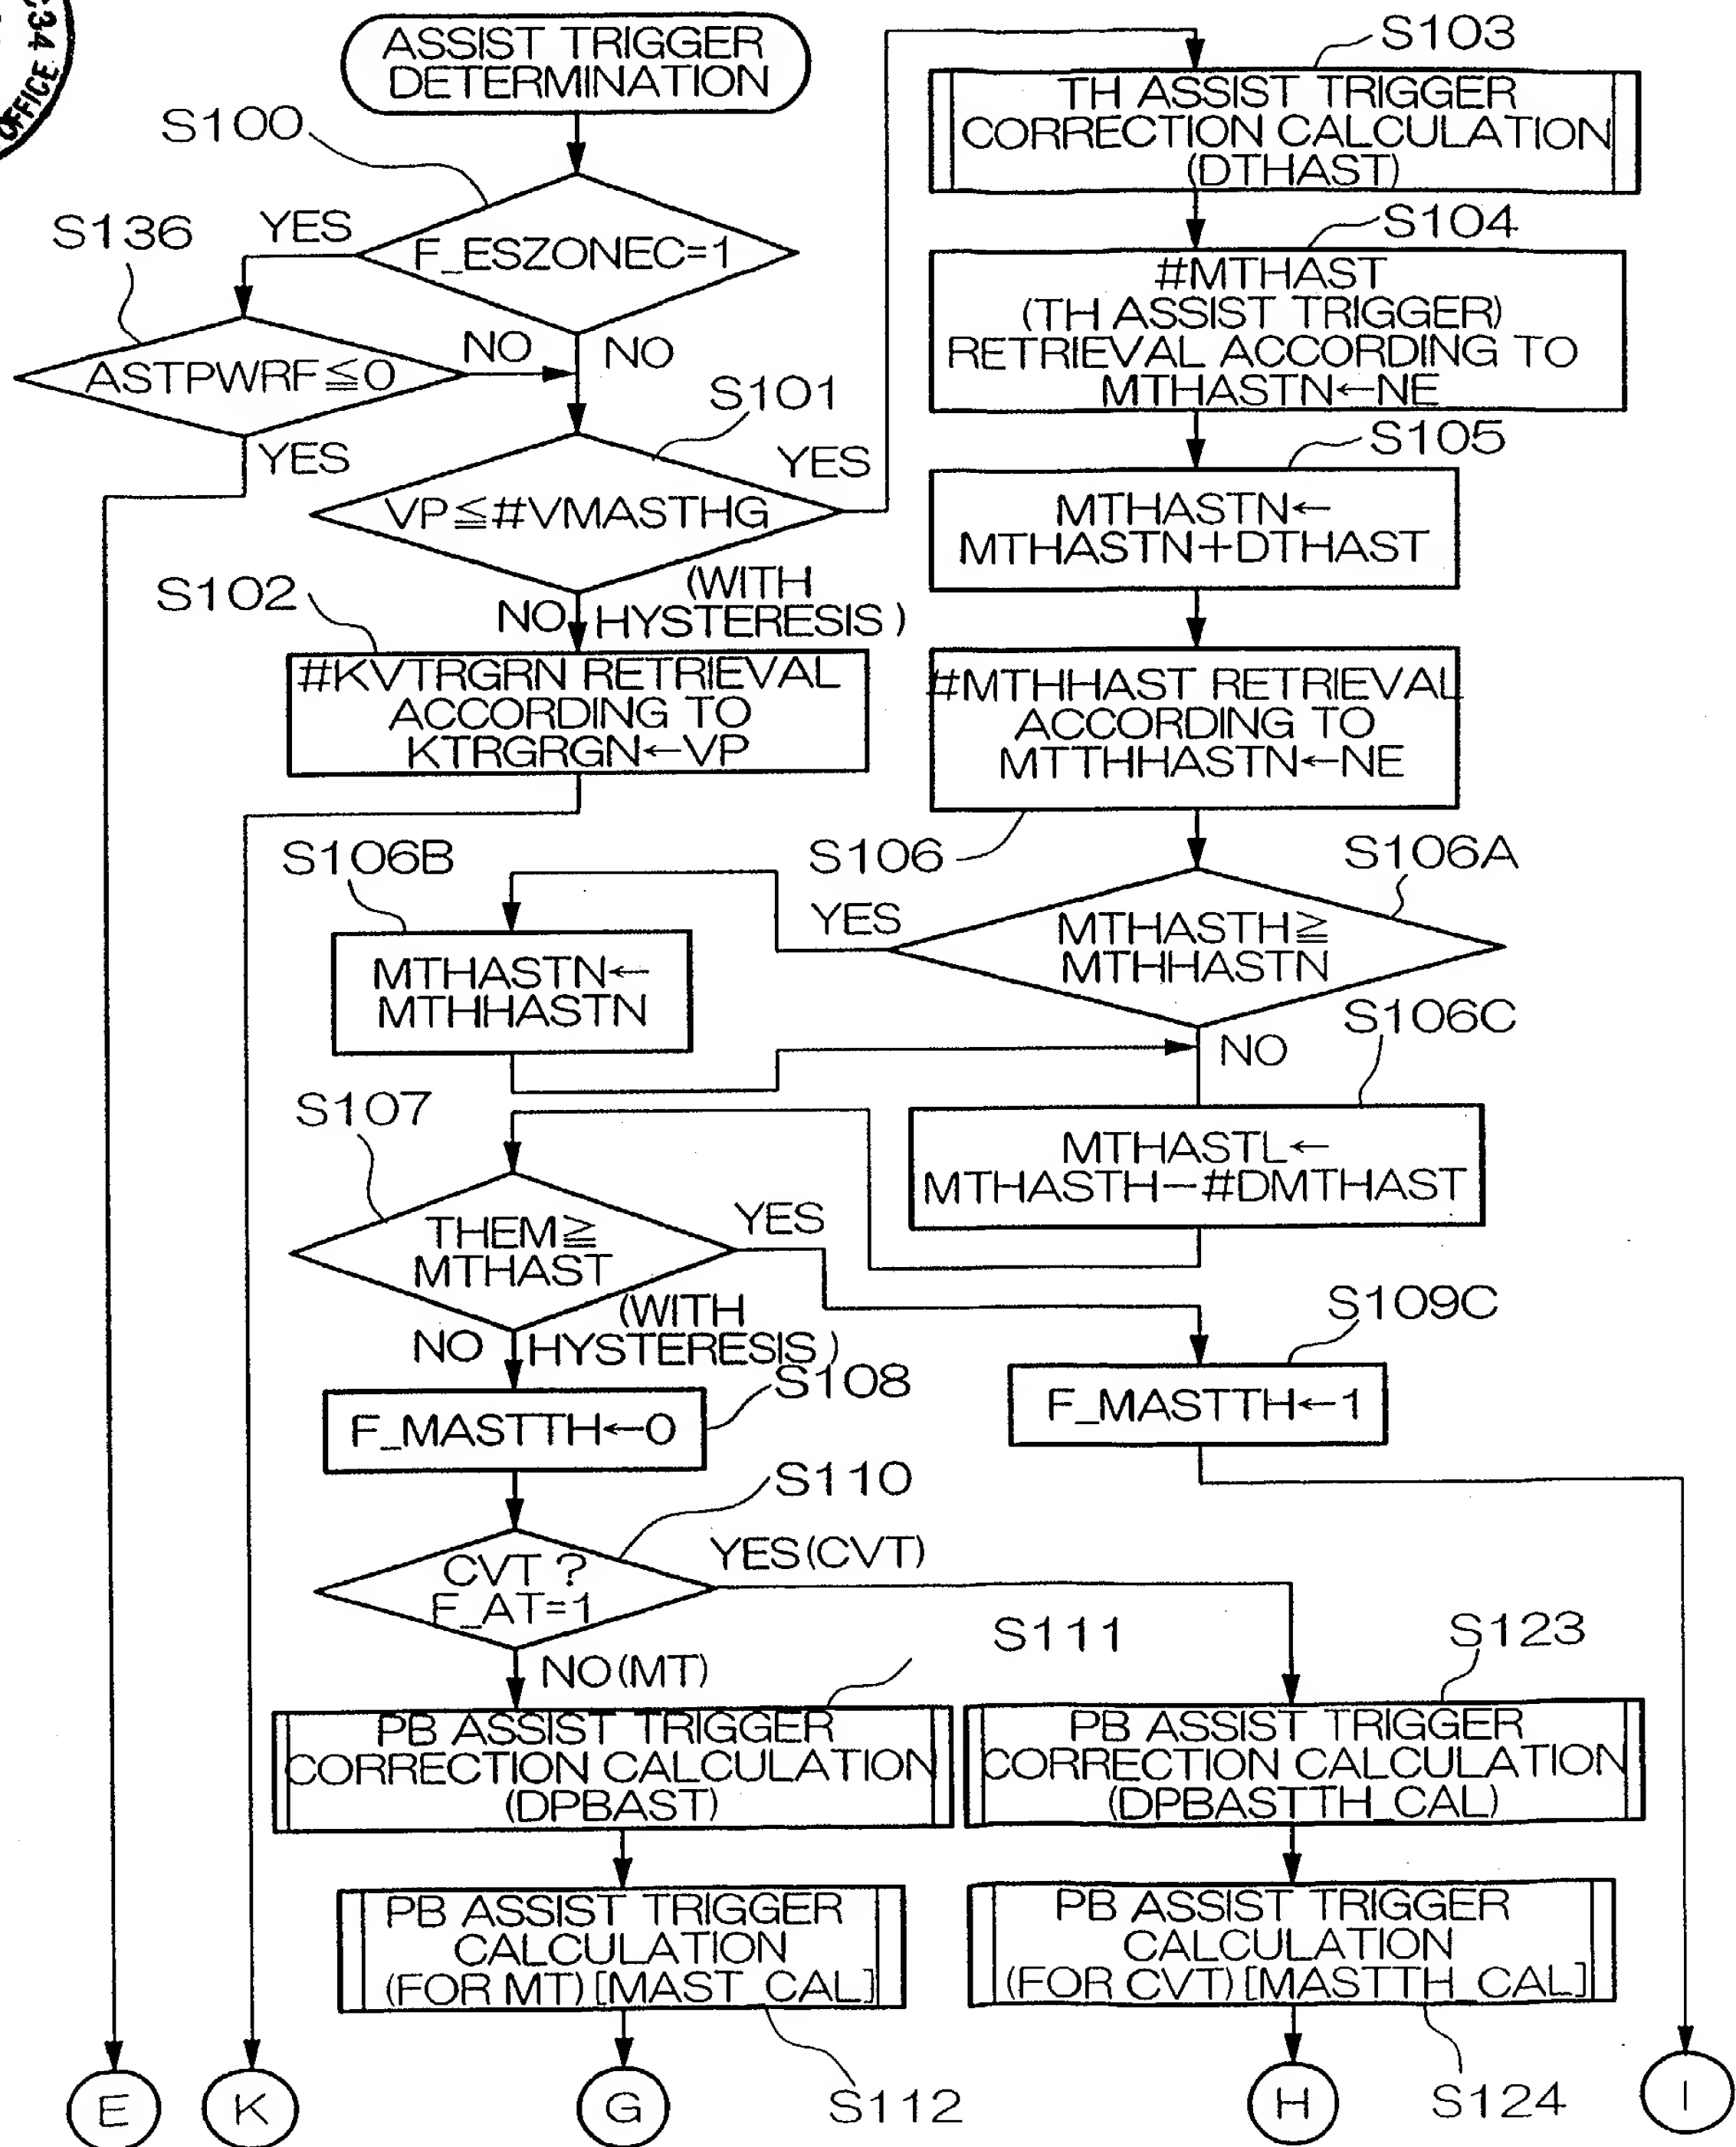 OFFICE 34
ASSIST TRIGGER
DETERMINATION
S100
F_ESZONEC=1
YES
NO
S136
ASTPWRF≦0
NO
YES
S101
VP≦#VMASTHG
YES
NO
(WITH
HYSTERESIS)
S102
#KVTRGRN RETRIEVAL
ACCORDING TO
KTRGRGN←VP
S103
TH ASSIST TRIGGER
CORRECTION CALCULATION
(DTHAST)
S104
#MTHAST
(TH ASSIST TRIGGER)
RETRIEVAL ACCORDING TO
MTHASTN←NE
S105
MTHASTN←
MTHASTN+DTHAST
#MTHHAST RETRIEVAL
ACCORDING TO
MTTHHASTN←NE
S106
S106A
MTHASTH≧
MTHHASTN
YES
NO
S106B
MTHASTN←
MTHHASTN
S106C
MTHASTL←
MTHASTH−#DMTHAST
S107
THEM≧
MTHAST
YES
NO
(WITH
HYSTERESIS)
S108
F_MASTTH←0
S109C
F_MASTTH←1
S110
CVT ?
F_AT=1
YES(CVT)
NO(MT)
S111
PB ASSIST TRIGGER
CORRECTION CALCULATION
(DPBAST)
S123
PB ASSIST TRIGGER
CORRECTION CALCULATION
(DPBASTTH_CAL)
PB ASSIST TRIGGER
CALCULATION
(FOR MT) [MAST_CAL]
S112
PB ASSIST TRIGGER
CALCULATION
(FOR CVT) [MASTTH_CAL]
S124
E
K
G
H
I